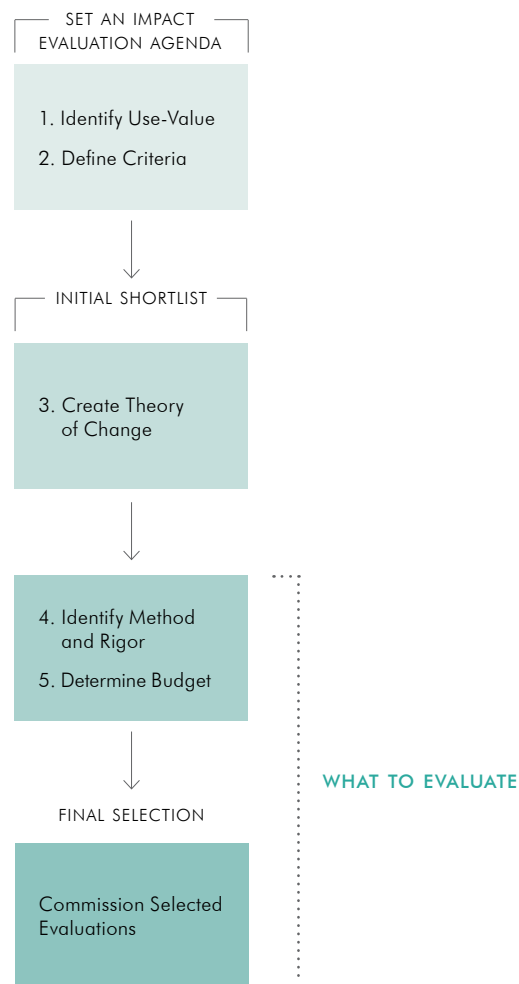 SET AN IMPACT
EVALUATION AGENDA
1. Identify Use-Value
2. Define Criteria
INITIAL SHORTLIST
3. Create Theory
of Change
4. Identify Method
and Rigor
5. Determine Budget
WHAT TO EVALUATE
FINAL SELECTION
Commission Selected
Evaluations